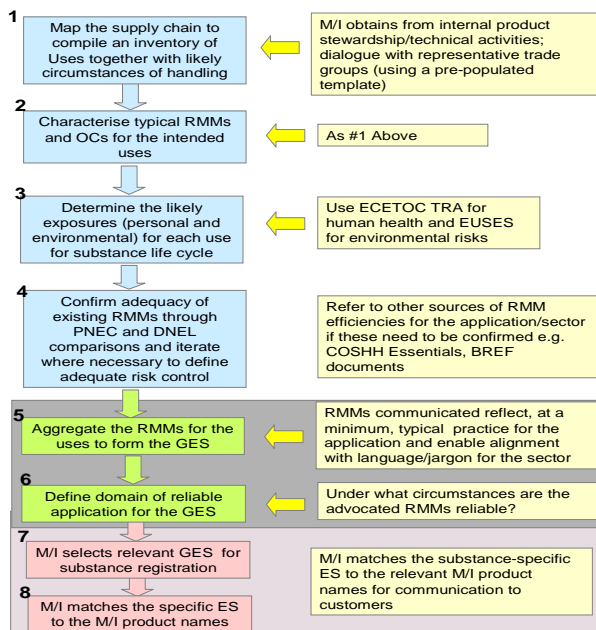 1
Map the supply chain to
compile an inventory of
Uses together with likely
circumstances of handling
M/I obtains from internal product
stewardship/technical activities;
dialogue with representative trade
groups (using a pre-populated
template)
2
Characterise typical RMMs
and OCs for the intended
uses
As #1 Above
3
Determine the likely
exposures (personal and
environmental) for each use
for substance life cycle
Use ECETOC TRA for
human health and EUSES
for environmental risks
4
Confirm adequacy of
existing RMMs through
PNEC and DNEL
comparisons and iterate
where necessary to define
adequate risk control
Refer to other sources of RMM
efficiencies for the application/sector
if these need to be confirmed e.g.
COSHH Essentials, BREF
documents
5
Aggregate the RMMs for the
uses to form the GES
RMMs communicated reflect, at a
minimum, typical practice for the
application and enable alignment
with language/jargon for the sector
6
Define domain of reliable
application for the GES
Under what circumstances are the
advocated RMMs reliable?
7
M/I selects relevant GES for
substance registration
M/I matches the substance-specific
ES to the relevant M/I product
names for communication to
customers
8
M/I matches the specific ES
to the M/I product names